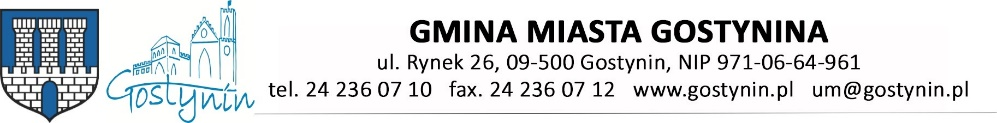 GMINA MIASTA GOSTYNINA
ul. Rynek 26, 09-500 Gostynin, NIP 971-06-64-961
tel. 24 236 07 10 fax. 24 236 07 12 www.gostynin.pl um@gostynin.pl
Gostynin